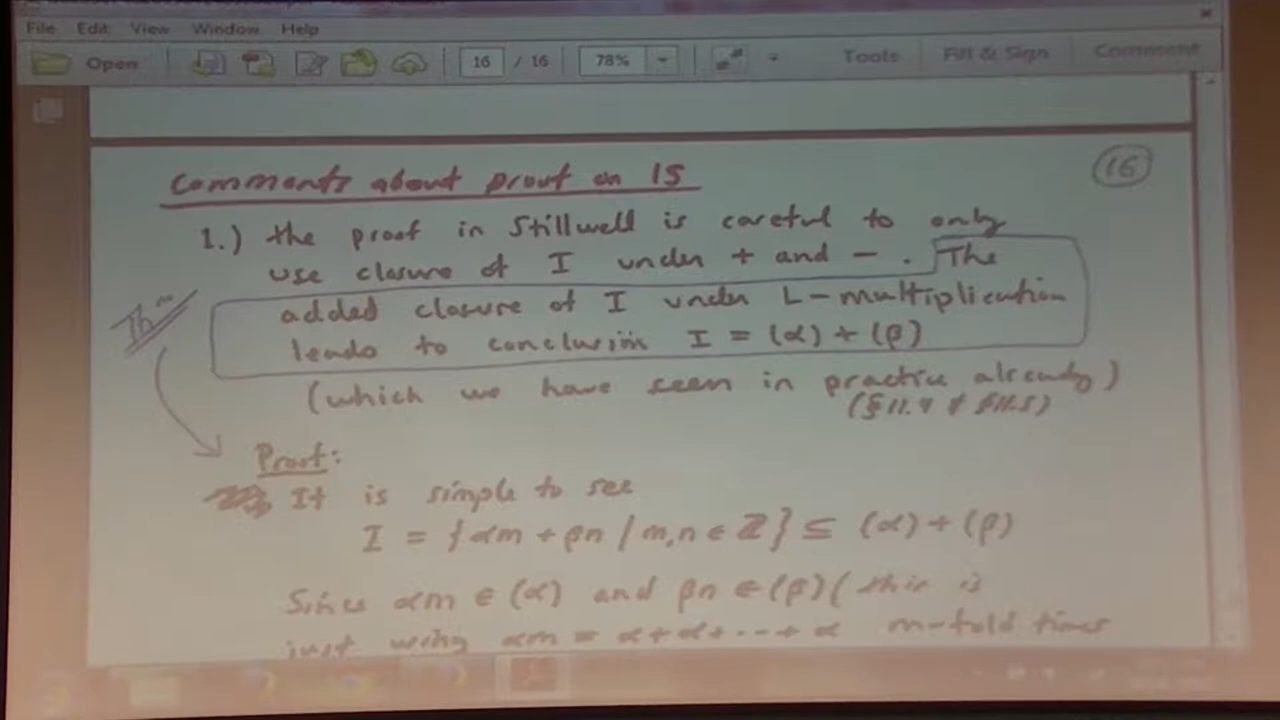 File Edit View Window Help
Open 16 / 16 78% Tools Fill & Sign Comment
Comments about proof on 15
16
1.) the proof in Stillwell is careful to only
use closure of I under + and - . The
Thm
added closure of I under L-multiplication
leads to conclusion I = (α) + (β)
(which we have seen in practice already)
(§11.4 & §11.5)
Proof:
It is simple to see
I = {αm + βn | m,n ∈ ℤ} ⊆ (α) + (β)
Since αm ∈ (α) and βn ∈ (β) (this is
just using αm = α+α+···+α m-fold times